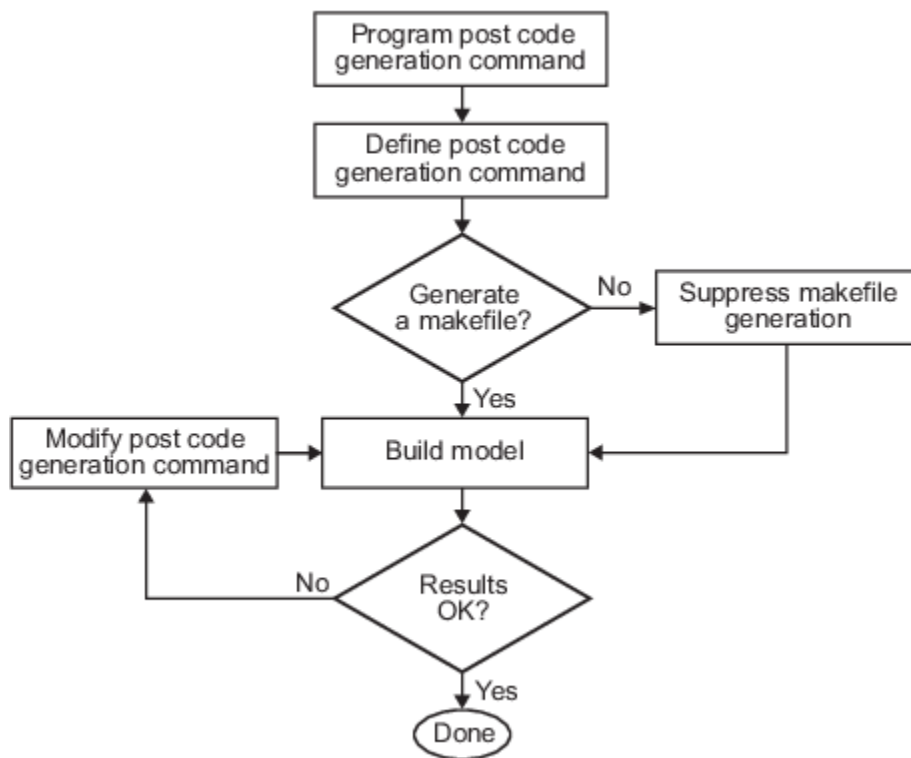 Program post code
generation command
Define post code
generation command
Generate
a makefile?
No
Suppress makefile
generation
Yes
Modify post code
generation command
Build model
No
Results
OK?
Yes
Done